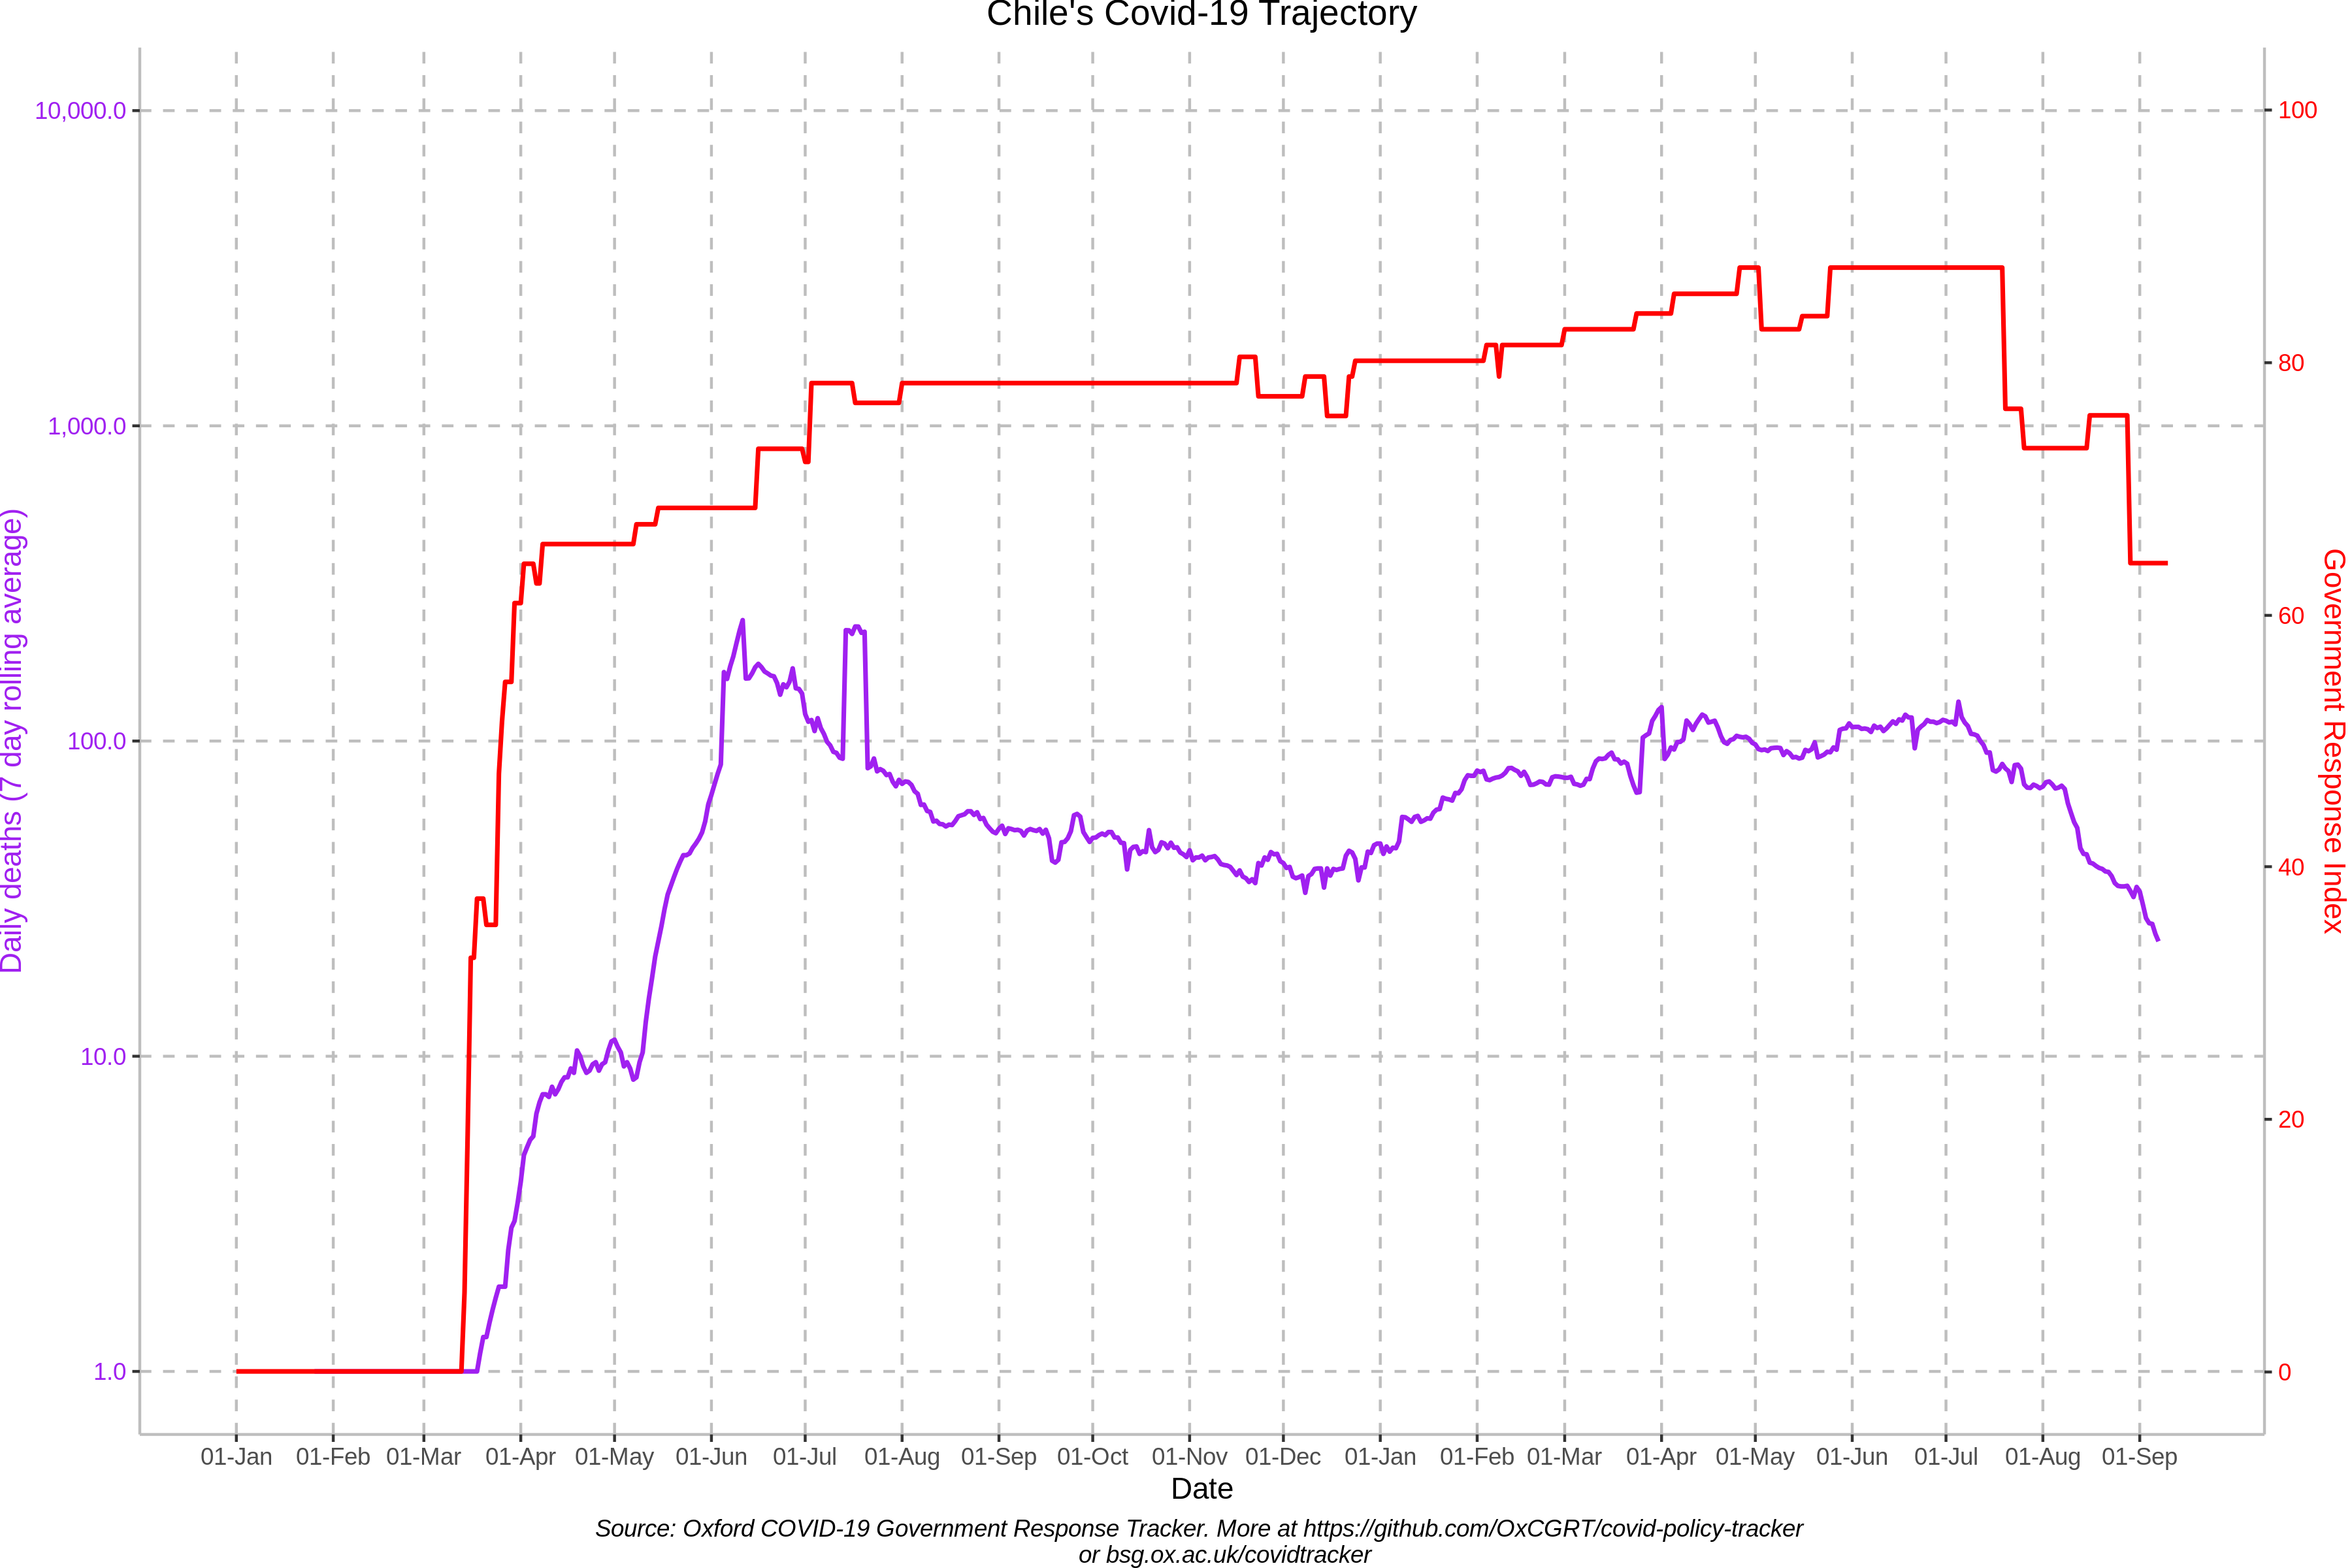 Chile's Covid-19 Trajectory
10,000.0
1,000.0
100.0
10.0
1.0
Daily deaths (7 day rolling average)
100
80
60
40
20
0
Government Response Index
01-Jan 01-Feb 01-Mar 01-Apr 01-May 01-Jun 01-Jul 01-Aug 01-Sep 01-Oct 01-Nov 01-Dec 01-Jan 01-Feb 01-Mar 01-Apr 01-May 01-Jun 01-Jul 01-Aug 01-Sep
Date
Source: Oxford COVID-19 Government Response Tracker. More at https://github.com/OxCGRT/covid-policy-tracker
or bsg.ox.ac.uk/covidtracker